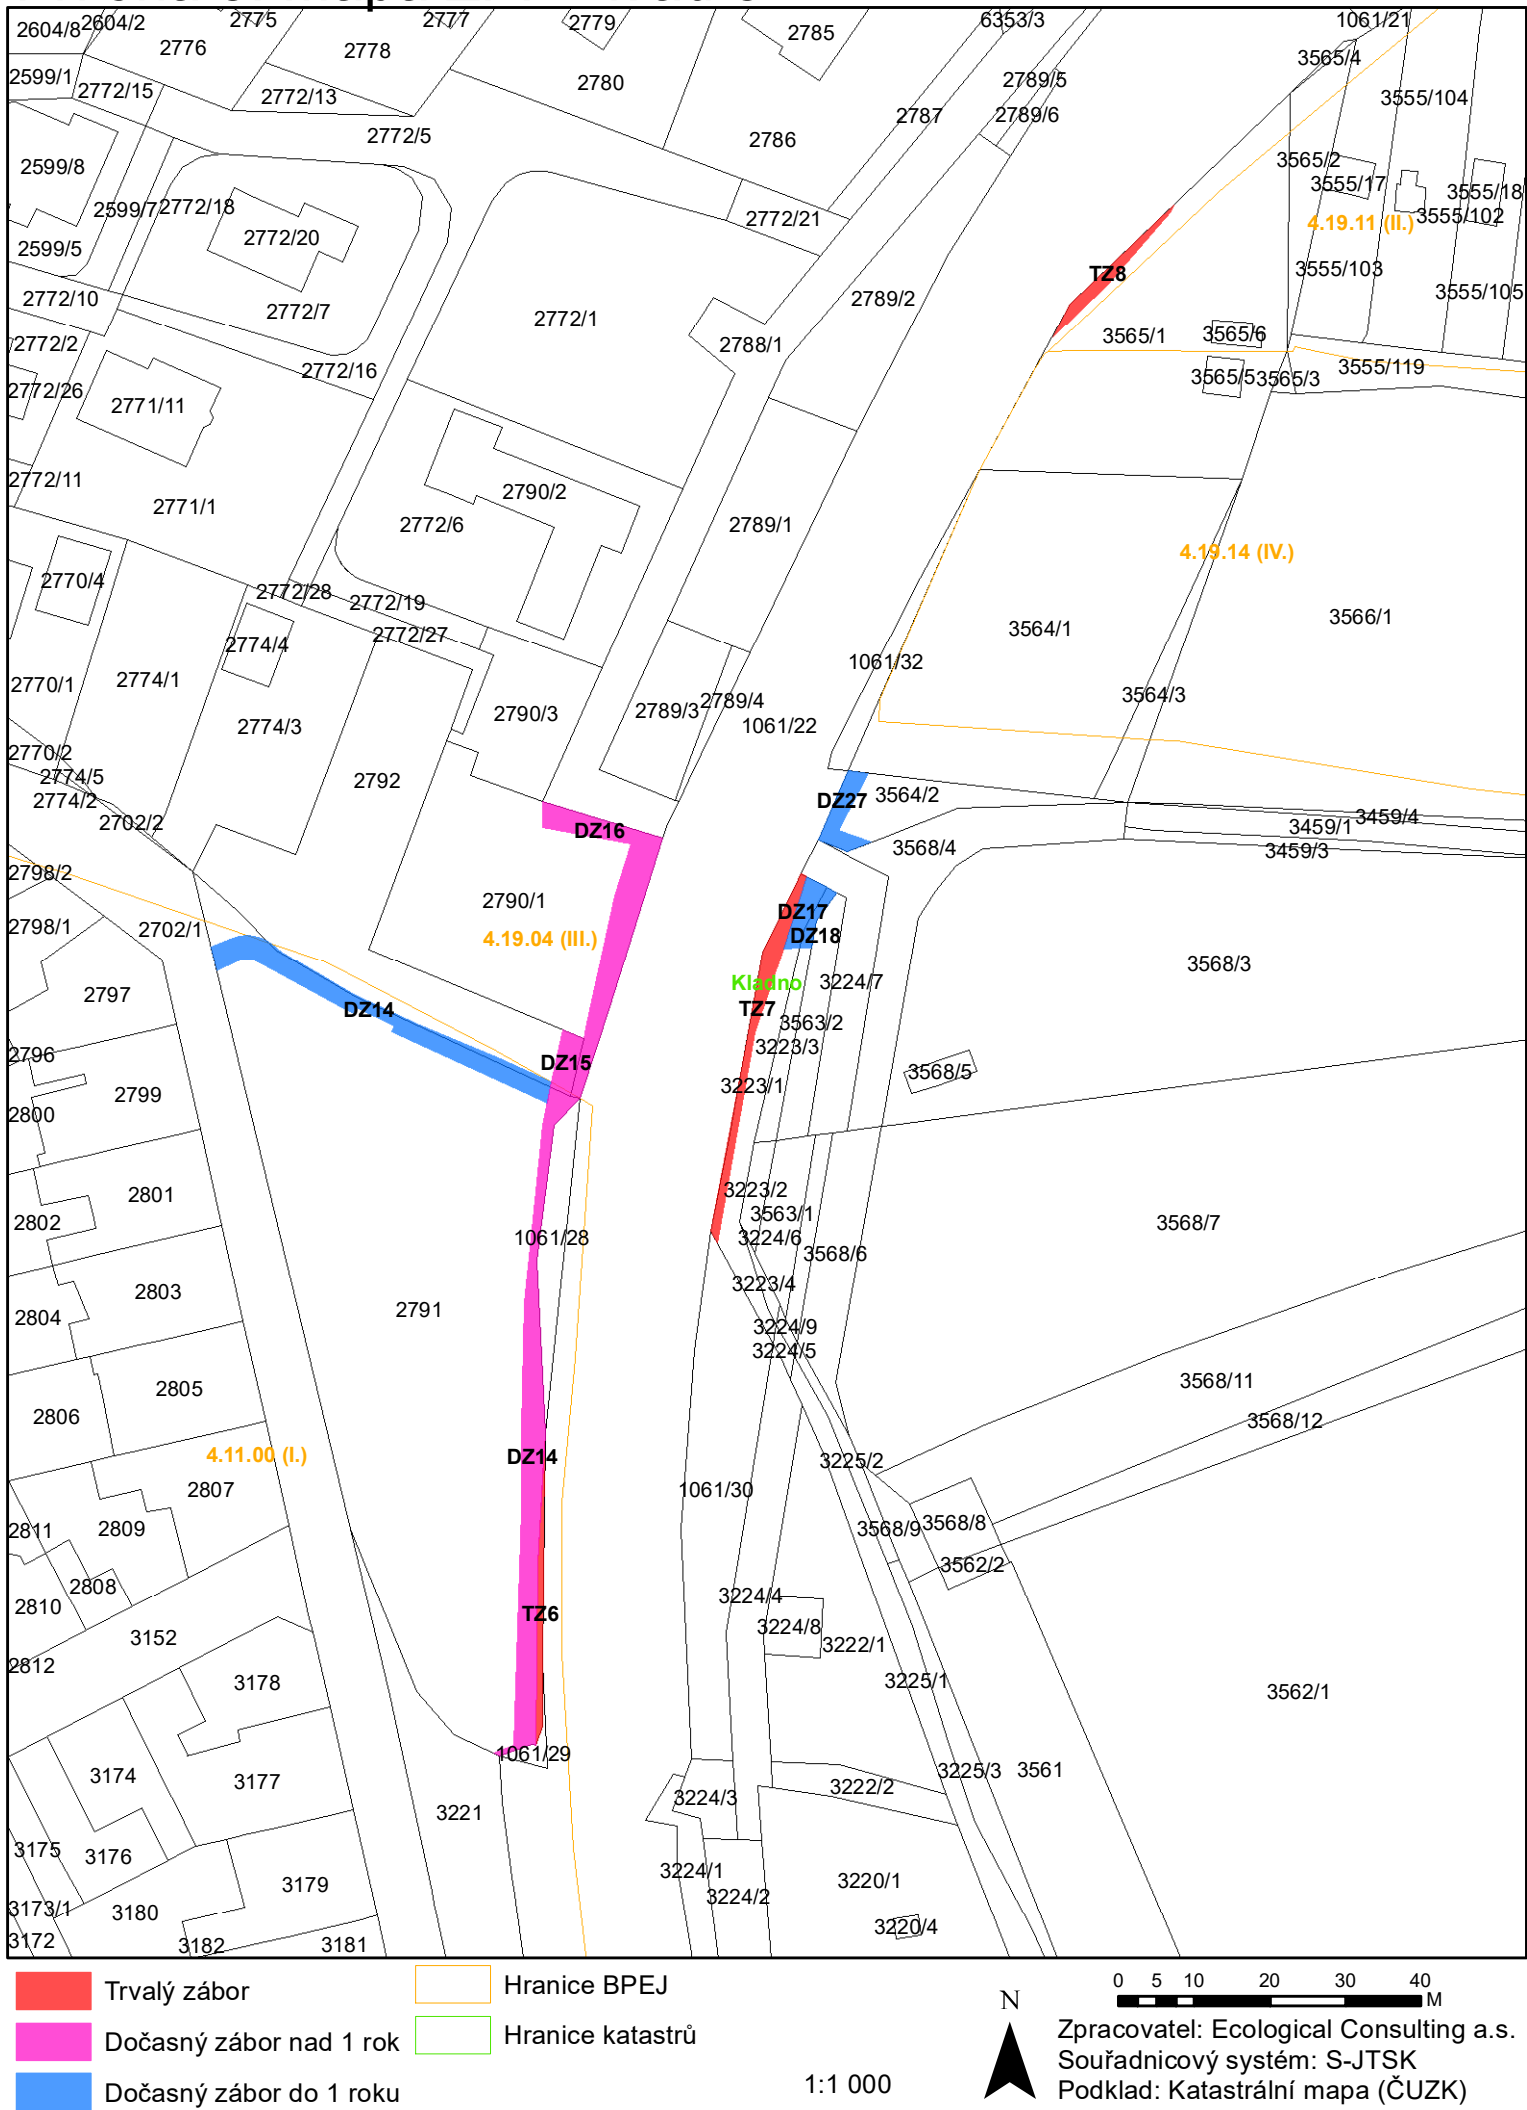 2604/8 2604/2 2775 2777 2779 6353/3 1061/21
2776 2778 2785
3565/4
2599/1 2772/15 2772/13 2780 2789/5 3555/104
2787 2789/6
2772/5 2786
2599/8 3565/2
3555/17 3555/18
2599/7 2772/18 2772/21 3555/102
4.19.11 (II.)
2599/5 2772/20
TZ8 3555/103
2772/10 2772/7 2789/2 3555/105
2772/1
2772/2 2788/1 3565/1 3565/6
2772/16 3555/119
2772/26 3565/5 3565/3
2771/11
2772/11 2790/2
2771/1 2772/6 2789/1
4.19.14 (IV.)
2770/4 2772/28
2772/19
2772/27 3564/1 3566/1
2774/4
1061/32
2770/1 2774/1 3564/3
2774/3 2790/3 2789/3 2789/4
1061/22
2770/2
2774/5 2792
2774/2 DZ27 3564/2
2702/2 DZ16 3459/1 3459/4
3568/4 3459/3
2798/2
2790/1
2798/1 2702/1 DZ17
4.19.04 (III.) DZ18
3568/3
2797 Kladno 3224/7
DZ14 TZ7
3563/2
2796 3223/3
DZ15 3568/5
2799 3223/1
2800
2801 3223/2
2802 3563/1 3568/7
1061/28 3224/6
3568/6
2803 3223/4
2804 2791
3224/9
3224/5
2805 3568/11
2806 3568/12
4.11.00 (I.) DZ14 3225/2
2807 1061/30
2811 2809 3568/9 3568/8
3562/2
2808
2810 3224/4
TZ6 3224/8
3152 3222/1
2812
3178 3225/1 3562/1
1061/29
3174 3177 3225/3 3561
3222/2
3221 3224/3
3175 3176
3179 3224/1 3220/1
3224/2
3173/1 3180
3220/4
3172 3182 3181
Trvalý zábor
Dočasný zábor nad 1 rok
Dočasný zábor do 1 roku
Hranice BPEJ
Hranice katastrů
1:1 000
N
0 5 10 20 30 40
M
Zpracovatel: Ecological Consulting a.s.
Souřadnicový systém: S-JTSK
Podklad: Katastrální mapa (ČUZK)
2772/20